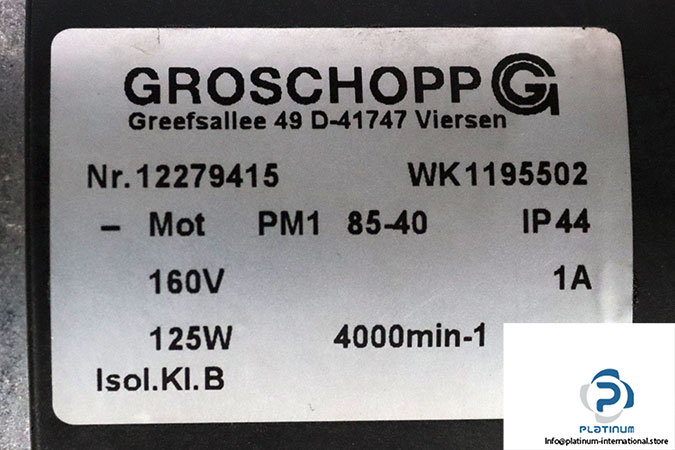 GROSCHOPP G
Greefsallee 49 D-41747 Viersen
Nr.12279415 WK1195502
– Mot PM1 85-40 IP44
160V 1A
125W 4000min-1
Isol.Kl.B
PLATINUM
Info@platinum-international.store